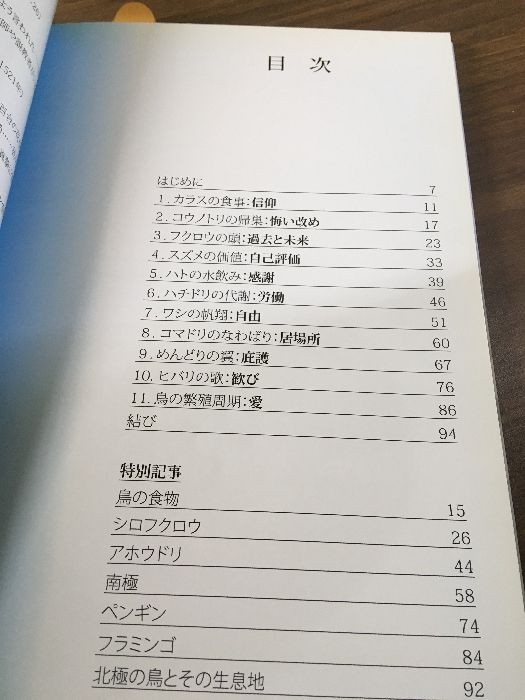 目 次
はじめに 7
1. カラスの食事:信仰 11
2. コウノトリの帰巣:悔い改め 17
3. フクロウの頭:過去と未来 23
4. スズメの価値:自己評価 33
5. ハトの水飲み:感謝 39
6. ハチドリの代謝:労働 46
7. ワシの帆翔:自由 51
8. コマドリのなわばり:居場所 60
9. めんどりの翼:庇護 67
10. ヒバリの歌:歓び 76
11. 鳥の繁殖周期:愛 86
結び 94
特別記事
鳥の食物 15
シロフクロウ 26
アホウドリ 44
南極 58
ペンギン 74
フラミンゴ 84
北極の鳥とその生息地 92